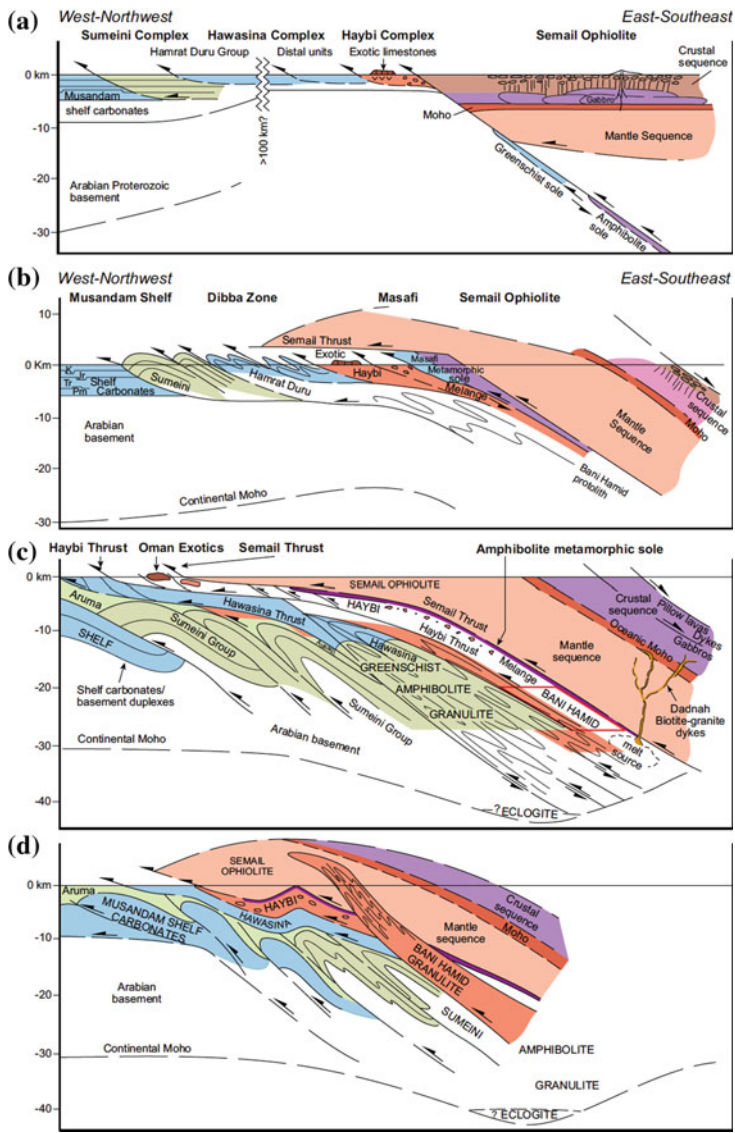 (a)
West-Northwest
East-Southeast
Sumeini Complex
Hawasina Complex
Haybi Complex
Semail Ophiolite
Hamrat Duru Group
Distal units
Exotic limestones
Crustal
sequence
0 km
Musandam
shelf carbonates
Gabbro
Moho
-10
Mantle Sequence
>100 km?
Greenschist sole
-20
Arabian Proterozoic
basement
Amphibolite
sole
-30
(b)
West-Northwest
East-Southeast
Musandam Shelf
Dibba Zone
Masafi
Semail Ophiolite
10
Semail Thrust
Exotic
Masafi
0 Km
K
Jr
Tr
Pm
Shelf
Carbonates
Sumeini
Hamrat Duru
Haybi
Metamorphic
sole
Melange
Crustal
sequence
Moho
-10
Mantle
Sequence
Arabian
basement
-20
Bani Hamid
protolith
Continental Moho
-30
(c)
Haybi Thrust
Oman Exotics
Semail Thrust
Amphibolite metamorphic sole
0 km
SEMAIL OPHIOLITE
Aruma
HAYBI
Semail Thrust
Crustal
sequence
Pillow lavas
Dykes
Gabbros
Hawasina Thrust
Haybi Thrust
Oceanic Moho
-10
SHELF
Sumeini Group
Hawasina
Melange
Mantle
sequence
GREENSCHIST
-20
Shelf carbonates/
basement duplexes
AMPHIBOLITE
BANI HAMID
GRANULITE
Dadnah
Biotite-granite
dykes
Sumeini Group
melt
source
-30
Continental Moho
Arabian basement
-40
? ECLOGITE
(d)
SEMAIL
OPHIOLITE
0 km
Aruma
HAYBI
Crustal
sequence
MUSANDAM SHELF
CARBONATES
HAWASINA
Mantle
sequence
Moho
-10
BANI HAMID
GRANULITE
Arabian
basement
-20
SUMEINI
AMPHIBOLITE
-30
Continental Moho
GRANULITE
-40
? ECLOGITE